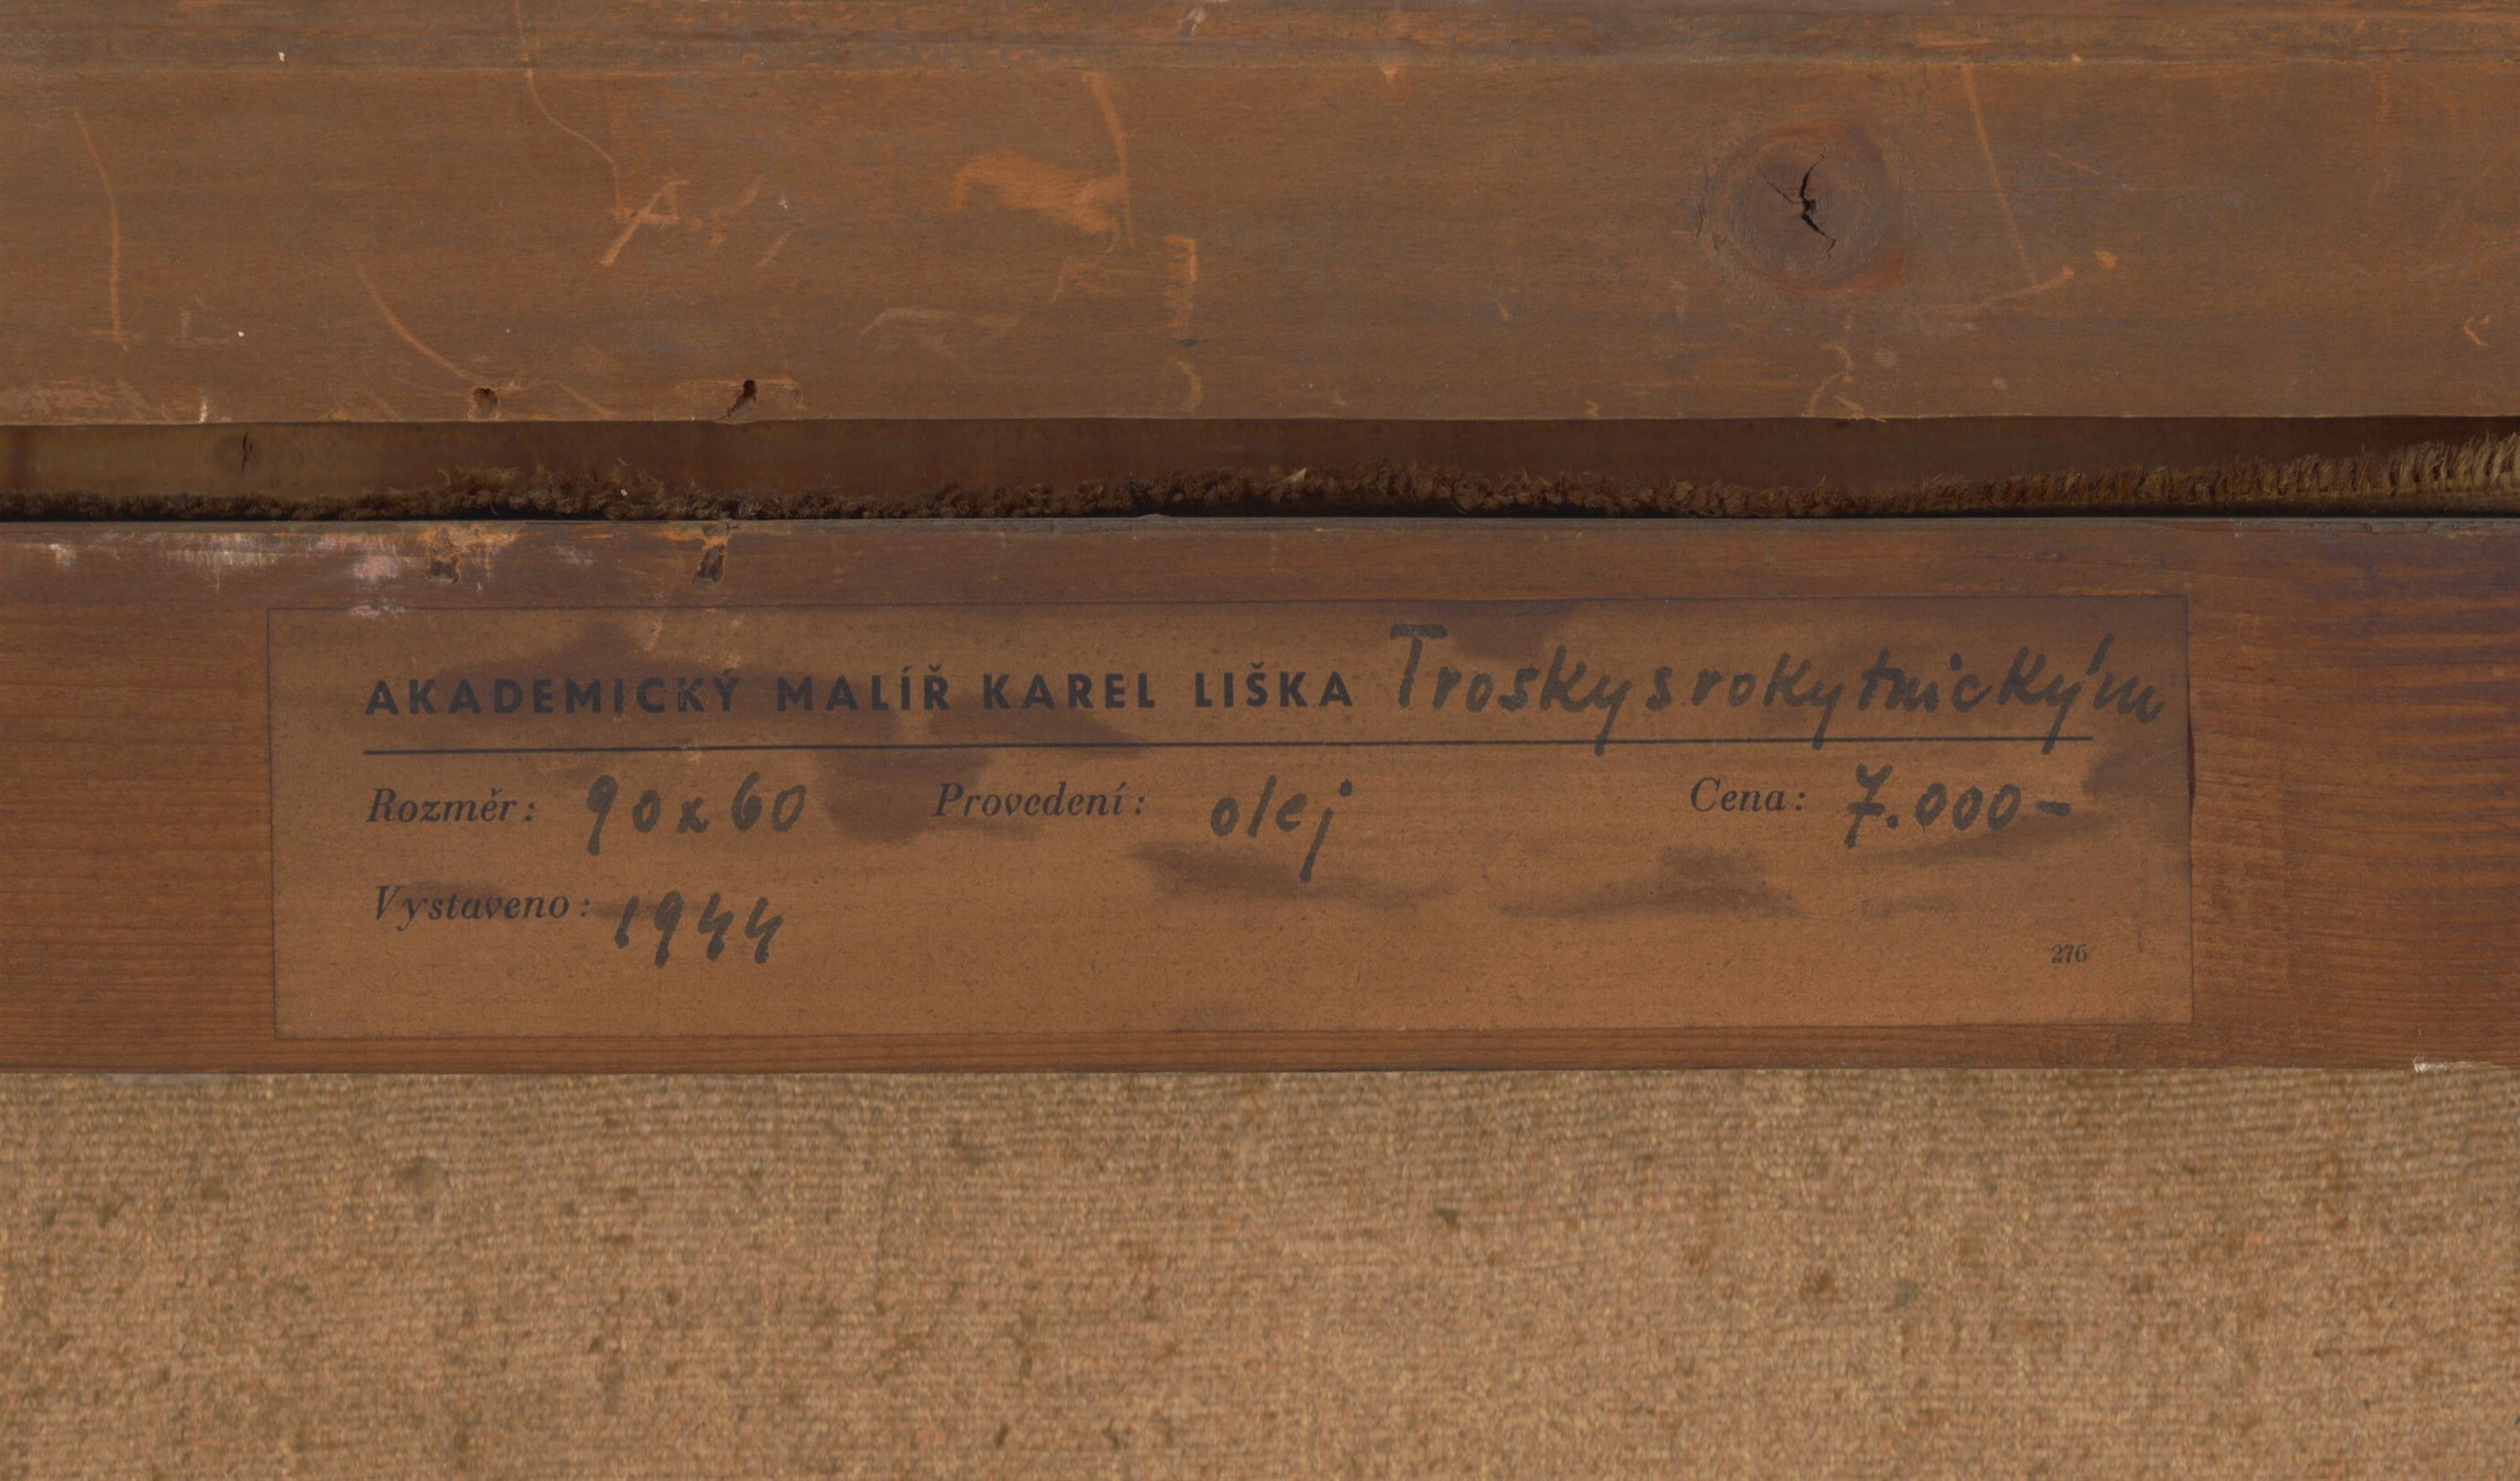 AKADEMICKÝ MALÍŘ KAREL LIŠKA Trosky s rokytnickým
Rozměr: 90x60 Provedení: olej Cena: 7.000-
Vystaveno: 1944
276